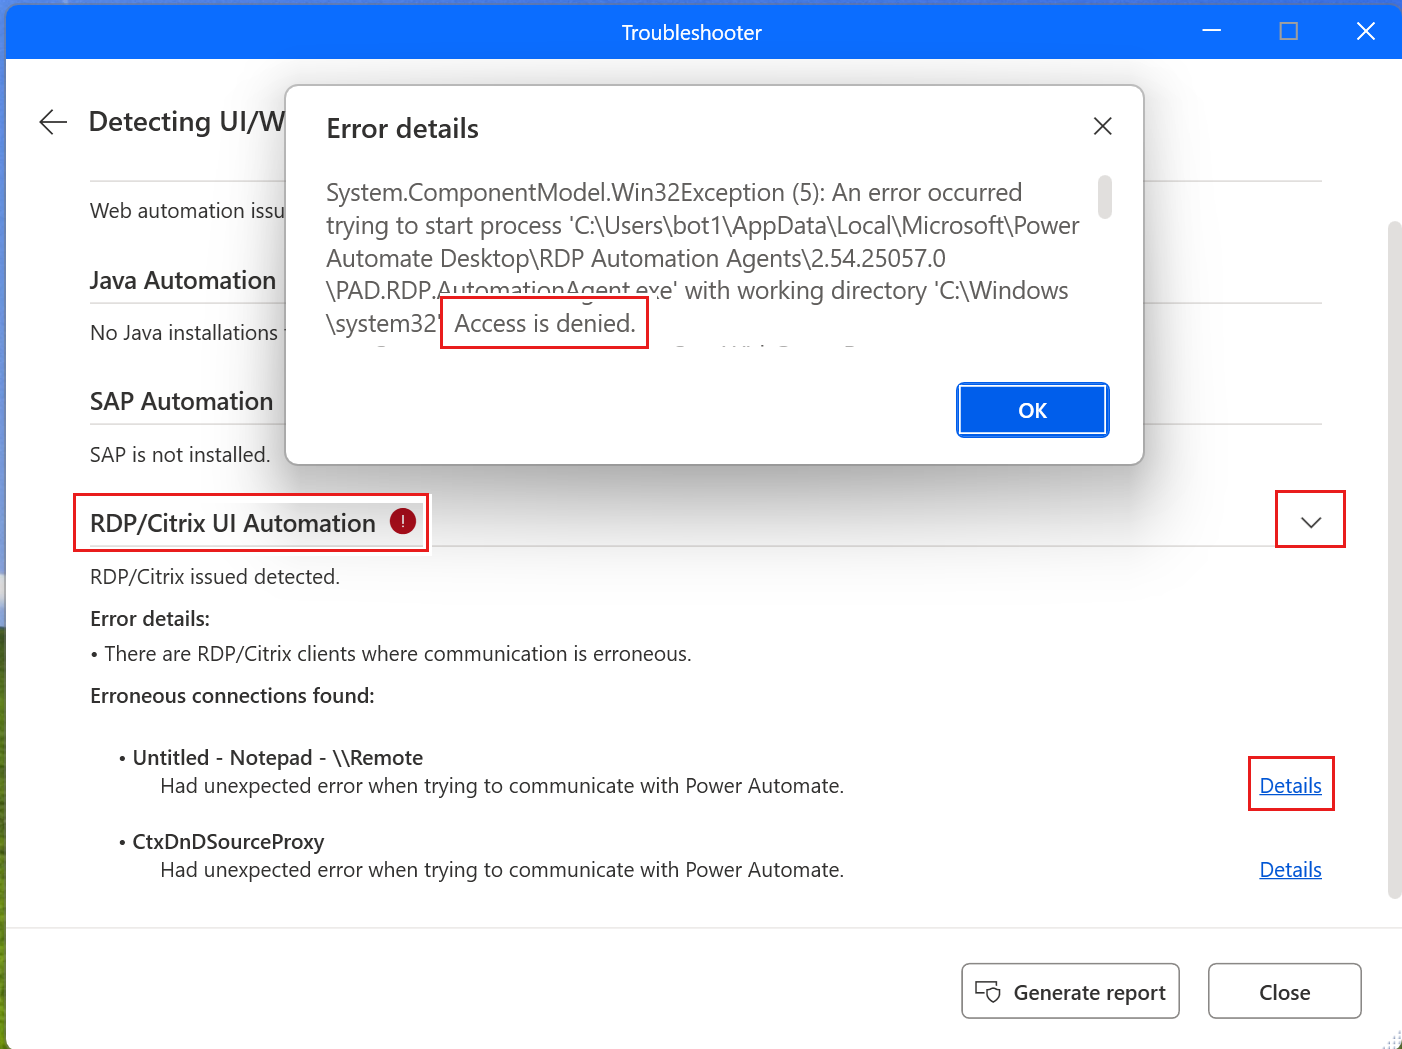 Troubleshooter
Detecting UI/W
Error details
System.ComponentModel.Win32Exception (5): An error occurred
trying to start process 'C:\Users\bot1\AppData\Local\Microsoft\Power
Automate Desktop\RDP Automation Agents\2.54.25057.0
\PAD.RDP.AutomationAgent.exe' with working directory 'C:\Windows
\system32' Access is denied.
OK
Web automation issu
Java Automation
No Java installations
SAP Automation
SAP is not installed.
RDP/Citrix UI Automation
RDP/Citrix issued detected.
Error details:
• There are RDP/Citrix clients where communication is erroneous.
Erroneous connections found:
• Untitled - Notepad - \\Remote
Had unexpected error when trying to communicate with Power Automate.
Details
• CtxDnDSourceProxy
Had unexpected error when trying to communicate with Power Automate.
Details
Generate report
Close